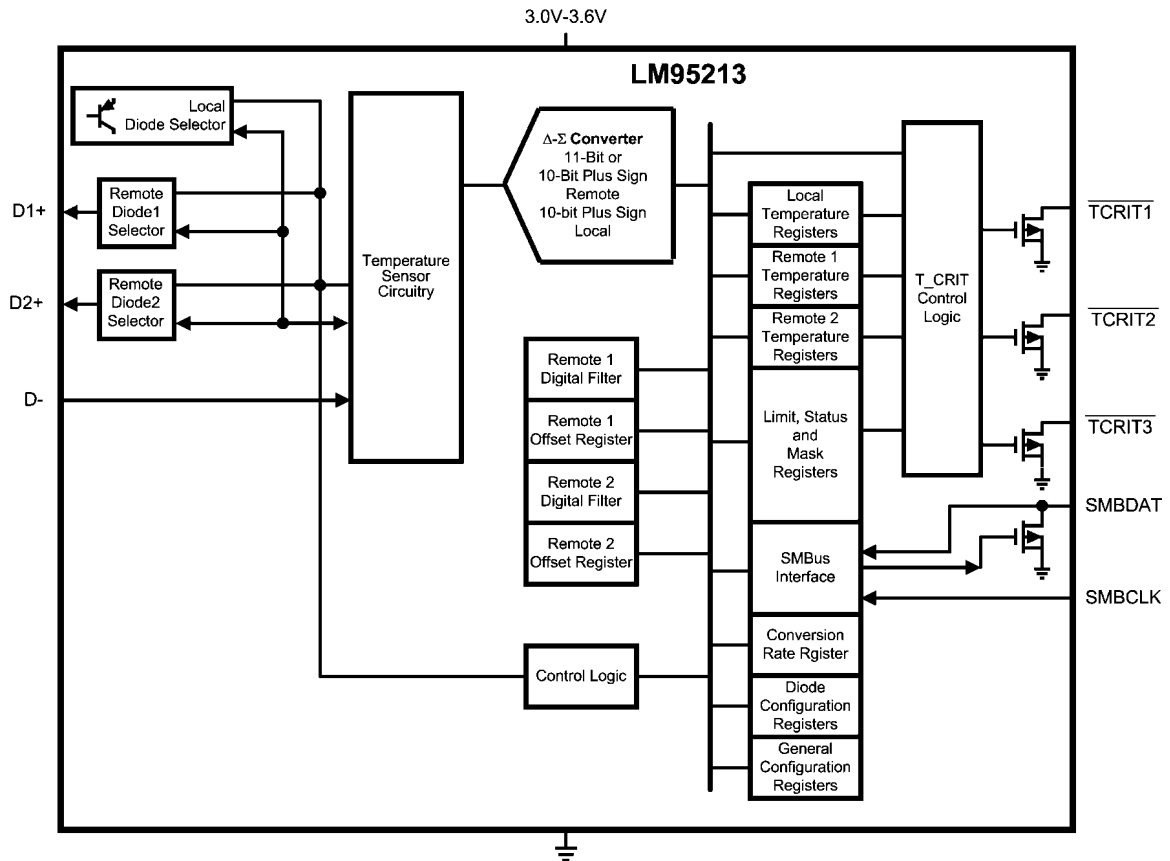 3.0V-3.6V
LM95213
Local
Diode Selector
Remote
Diode1
Selector
Remote
Diode2
Selector
D1+
D2+
D-
Temperature
Sensor
Circuitry
Δ-Σ Converter
11-Bit or
10-Bit Plus Sign
Remote
10-bit Plus Sign
Local
Remote 1
Digital Filter
Remote 1
Offset Register
Remote 2
Digital Filter
Remote 2
Offset Register
Control Logic
Local
Temperature
Registers
Remote 1
Temperature
Registers
Remote 2
Temperature
Registers
Limit, Status
and
Mask
Registers
SMBus
Interface
Conversion
Rate Rgister
Diode
Configuration
Registers
General
Configuration
Registers
T_CRIT
Control
Logic
TCRIT1
TCRIT2
TCRIT3
SMBDAT
SMBCLK